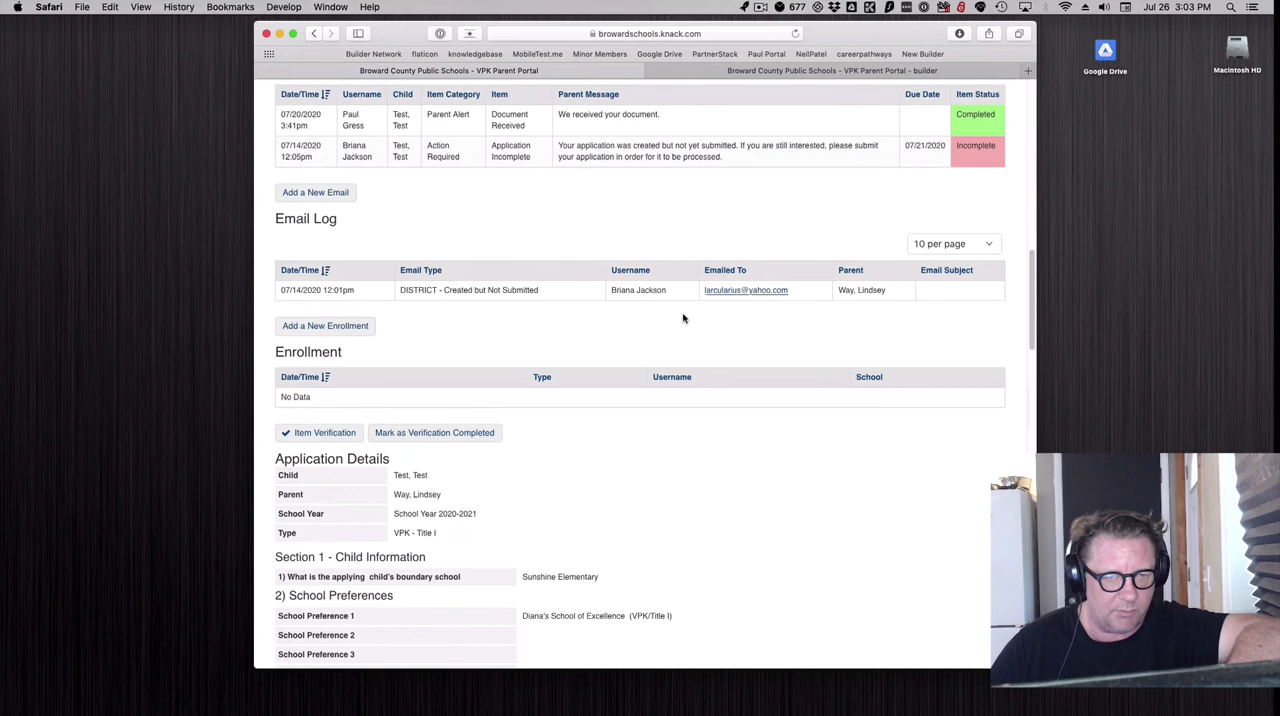 Safari File Edit View History Bookmarks Develop Window Help 677 Jul 26 3:03 PM
browardschools.knack.com
Builder Network flaticon knowledgebase MobileTest.me Minor Members Google Drive PartnerStack Paul Portal NeilPatel careerpathways New Builder
Broward County Public Schools - VPK Parent Portal Broward County Public Schools - VPK Parent Portal - builder
Google Drive
Macintosh HD
Date/Time Username Child Item Category Item Parent Message Due Date Item Status
07/20/2020 Paul Test, Parent Alert Document We received your document. Completed
3:41pm Gress Test Received
07/14/2020 Briana Test, Action Application Your application was created but not yet submitted. If you are still interested, please submit 07/21/2020 Incomplete
12:05pm Jackson Test Required Incomplete your application in order for it to be processed.
Add a New Email
Email Log
10 per page
Date/Time Email Type Username Emailed To Parent Email Subject
07/14/2020 12:01pm DISTRICT - Created but Not Submitted Briana Jackson larcularius@yahoo.com Way, Lindsey
Add a New Enrollment
Enrollment
Date/Time Type Username School
No Data
Item Verification Mark as Verification Completed
Application Details
Child Test, Test
Parent Way, Lindsey
School Year School Year 2020-2021
Type VPK - Title I
Section 1 - Child Information
1) What is the applying child's boundary school Sunshine Elementary
2) School Preferences
School Preference 1 Diana's School of Excellence (VPK/Title I)
School Preference 2
School Preference 3